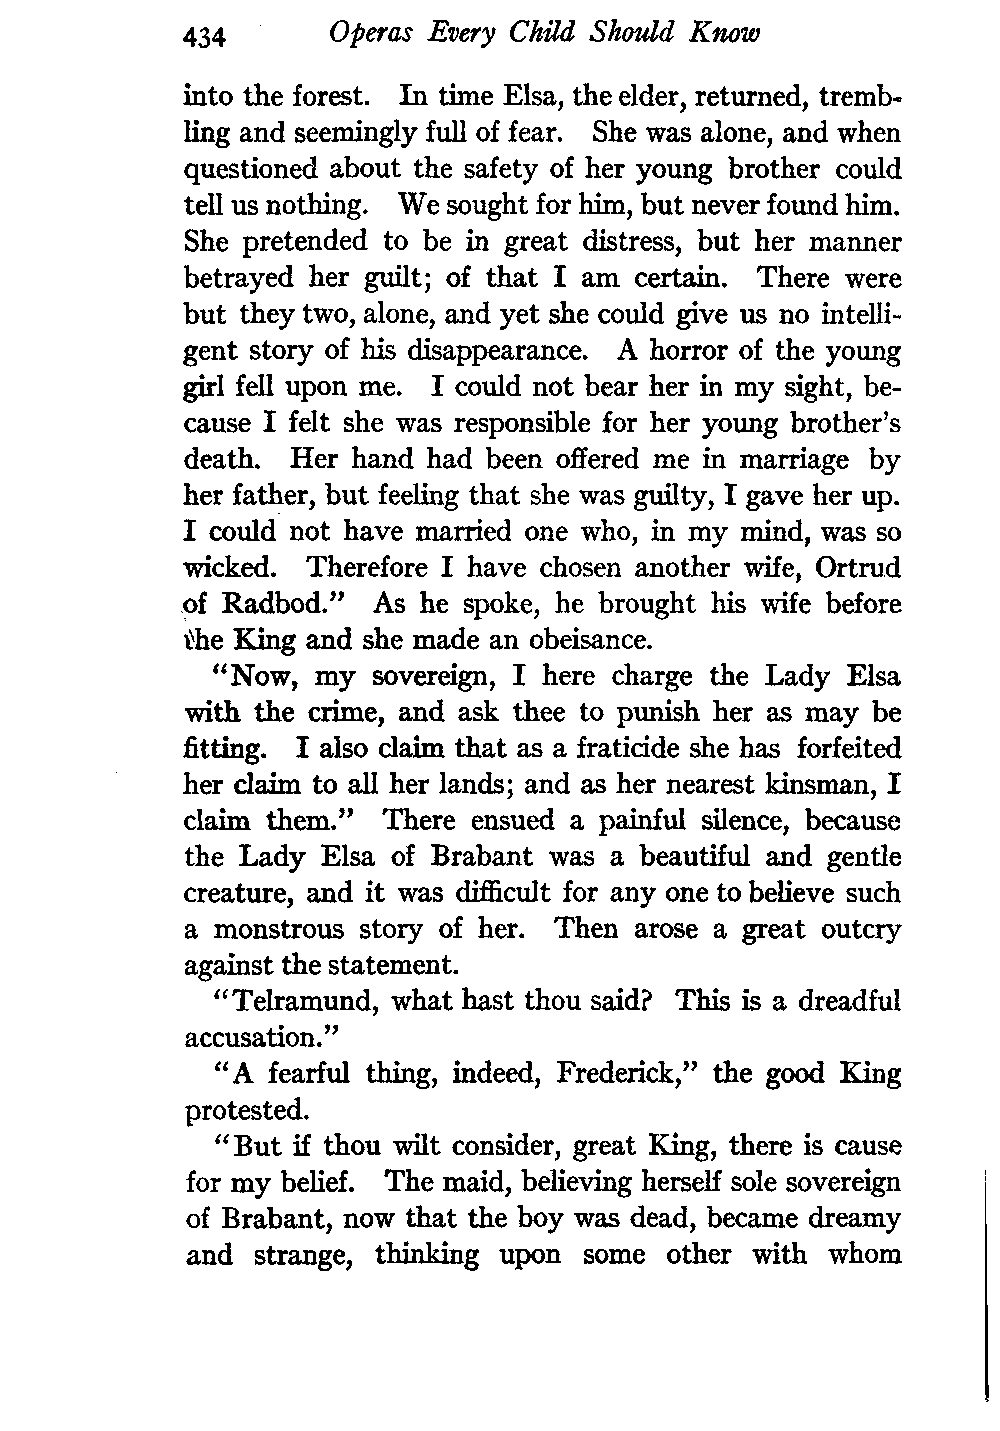 434 Operas Every Child Should Know
into the forest. In time Elsa, the elder, returned, tremb-
ling and seemingly full of fear. She was alone, and when
questioned about the safety of her young brother could
tell us nothing. We sought for him, but never found him.
She pretended to be in great distress, but her manner
betrayed her guilt; of that I am certain. There were
but they two, alone, and yet she could give us no intelli-
gent story of his disappearance. A horror of the young
girl fell upon me. I could not bear her in my sight, be-
cause I felt she was responsible for her young brother's
death. Her hand had been offered me in marriage by
her father, but feeling that she was guilty, I gave her up.
I could not have married one who, in my mind, was so
wicked. Therefore I have chosen another wife, Ortrud
of Radbod." As he spoke, he brought his wife before
the King and she made an obeisance.
"Now, my sovereign, I here charge the Lady Elsa
with the crime, and ask thee to punish her as may be
fitting. I also claim that as a fraticide she has forfeited
her claim to all her lands; and as her nearest kinsman, I
claim them." There ensued a painful silence, because
the Lady Elsa of Brabant was a beautiful and gentle
creature, and it was difficult for any one to believe such
a monstrous story of her. Then arose a great outcry
against the statement.
"Telramund, what hast thou said? This is a dreadful
accusation."
"A fearful thing, indeed, Frederick," the good King
protested.
"But if thou wilt consider, great King, there is cause
for my belief. The maid, believing herself sole sovereign
of Brabant, now that the boy was dead, became dreamy
and strange, thinking upon some other with whom